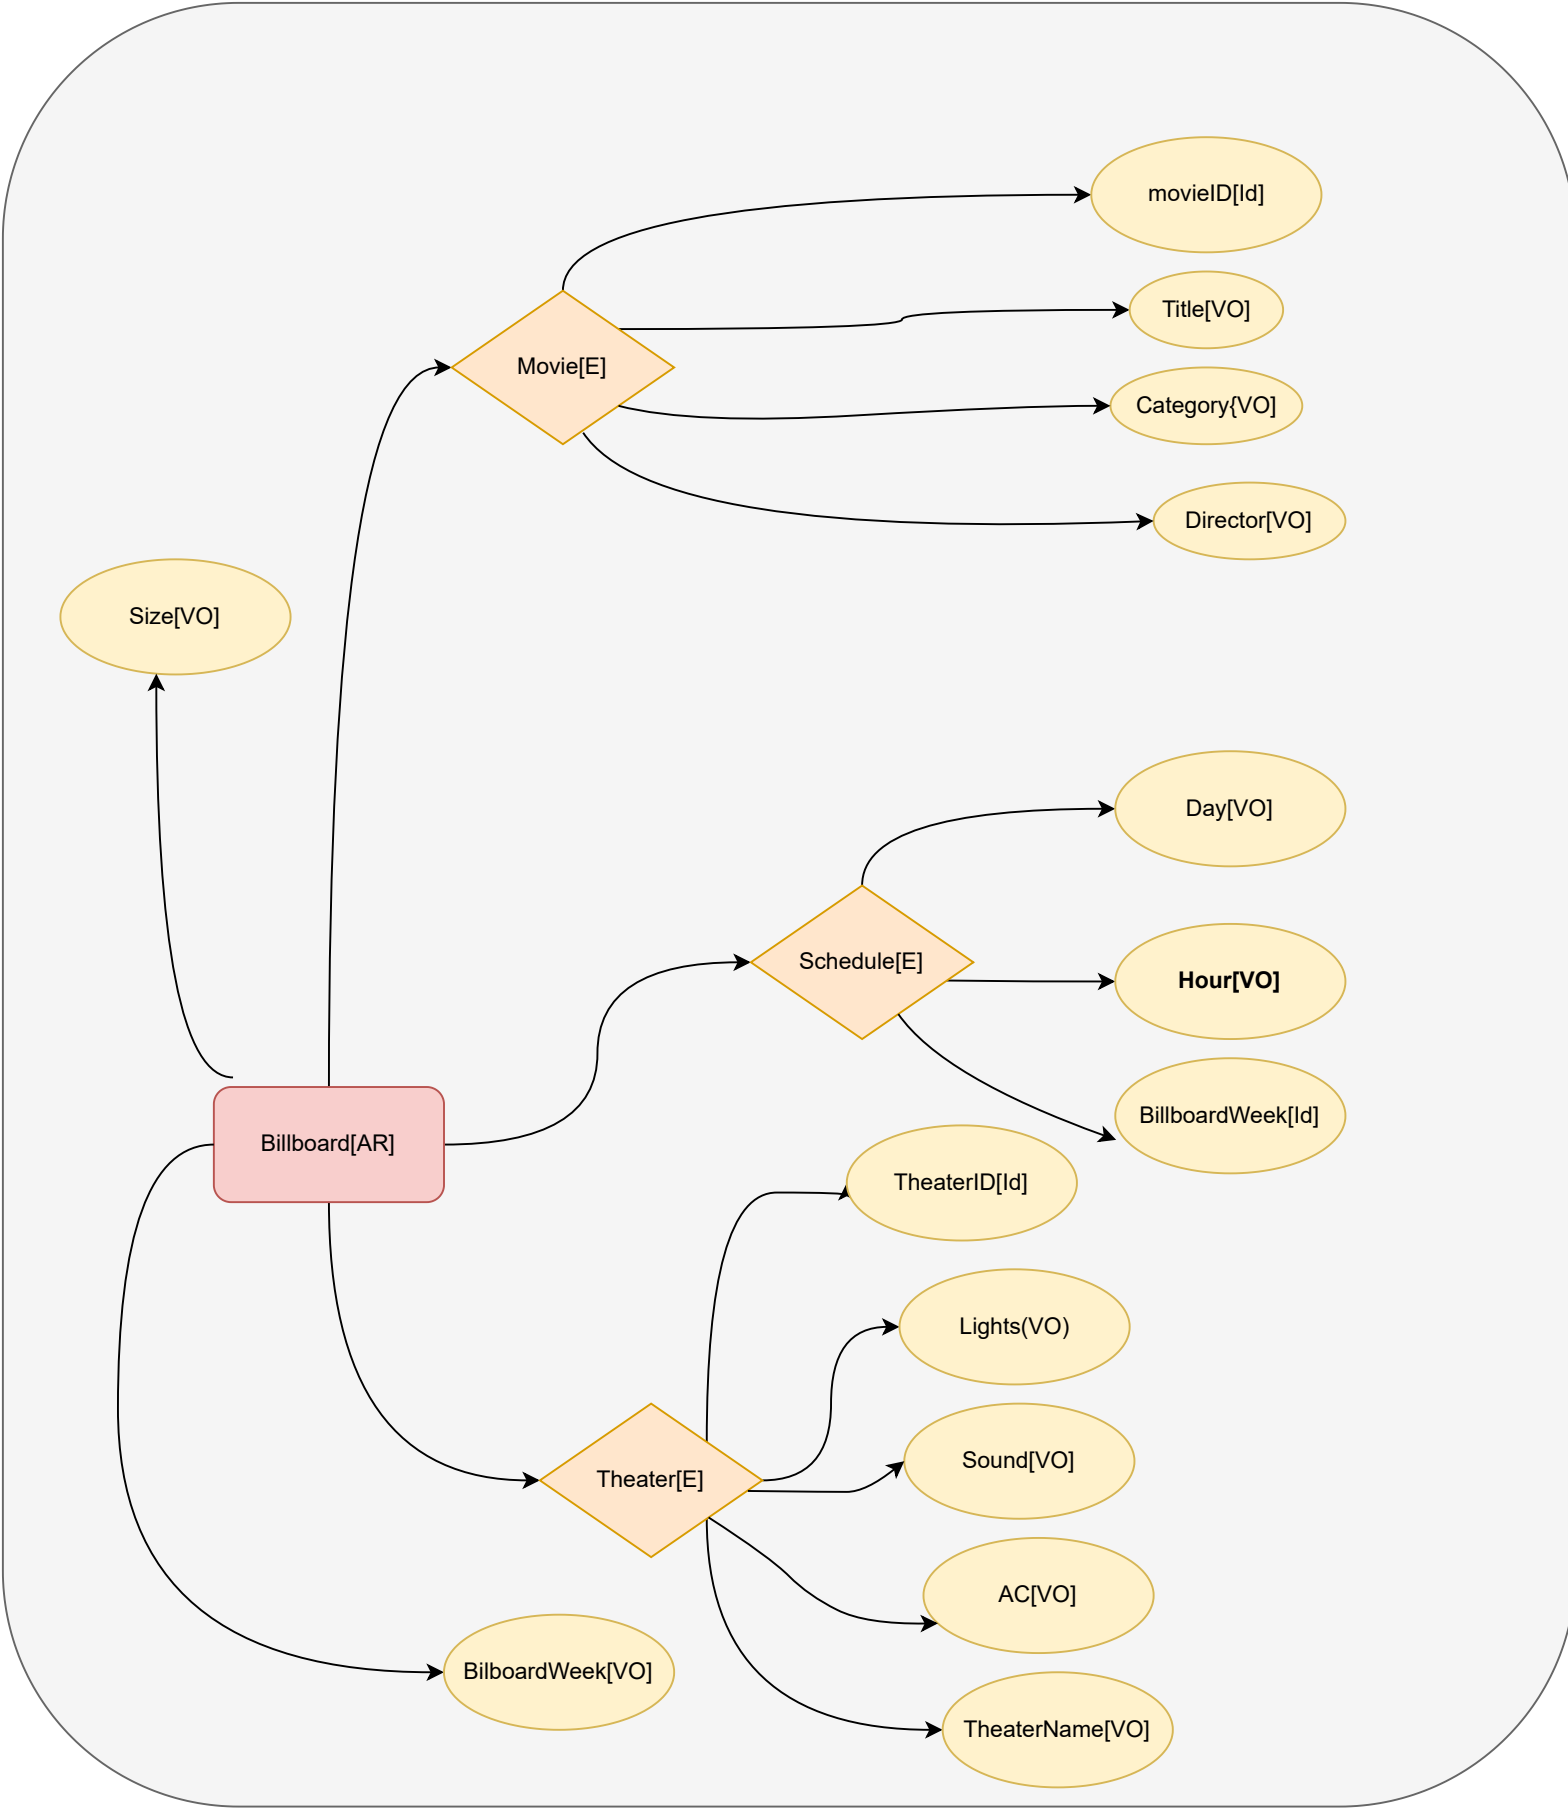 movieID[Id]
Title[VO]
Movie[E]
Category{VO]
Director[VO]
Size[VO]
Day[VO]
Schedule[E]
Hour[VO]
BillboardWeek[Id]
Billboard[AR]
TheaterID[Id]
Lights(VO)
Sound[VO]
Theater[E]
AC[VO]
BilboardWeek[VO]
TheaterName[VO]